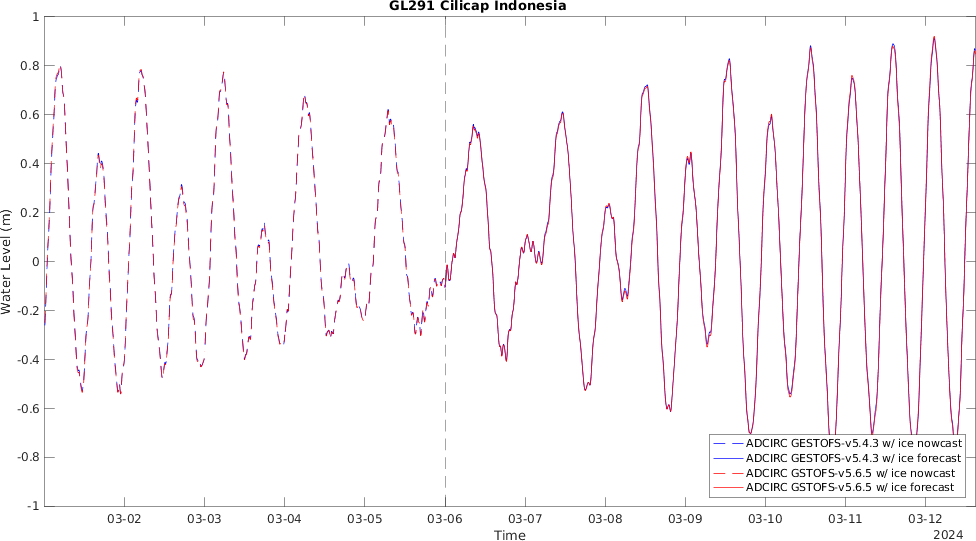 GL291 Cilicap Indonesia
Water Level (m)
1
0.8
0.6
0.4
0.2
0
-0.2
-0.4
-0.6
-0.8
-1
ADCIRC GESTOFS-v5.4.3 w/ ice nowcast
ADCIRC GESTOFS-v5.4.3 w/ ice forecast
ADCIRC GSTOFS-v5.6.5 w/ ice nowcast
ADCIRC GSTOFS-v5.6.5 w/ ice forecast
03-02 03-03 03-04 03-05 03-06 03-07 03-08 03-09 03-10 03-11 03-12
Time
2024